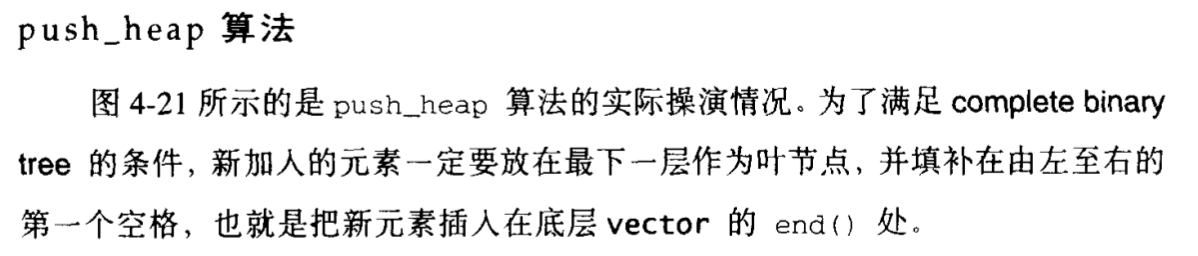 push_heap 算法
图 4-21 所示的是 push_heap 算法的实际操演情况。为了满足 complete binary
tree 的条件，新加入的元素一定要放在最下一层作为叶节点，并填补在由左至右的
第一个空格，也就是把新元素插入在底层 vector 的 end() 处。